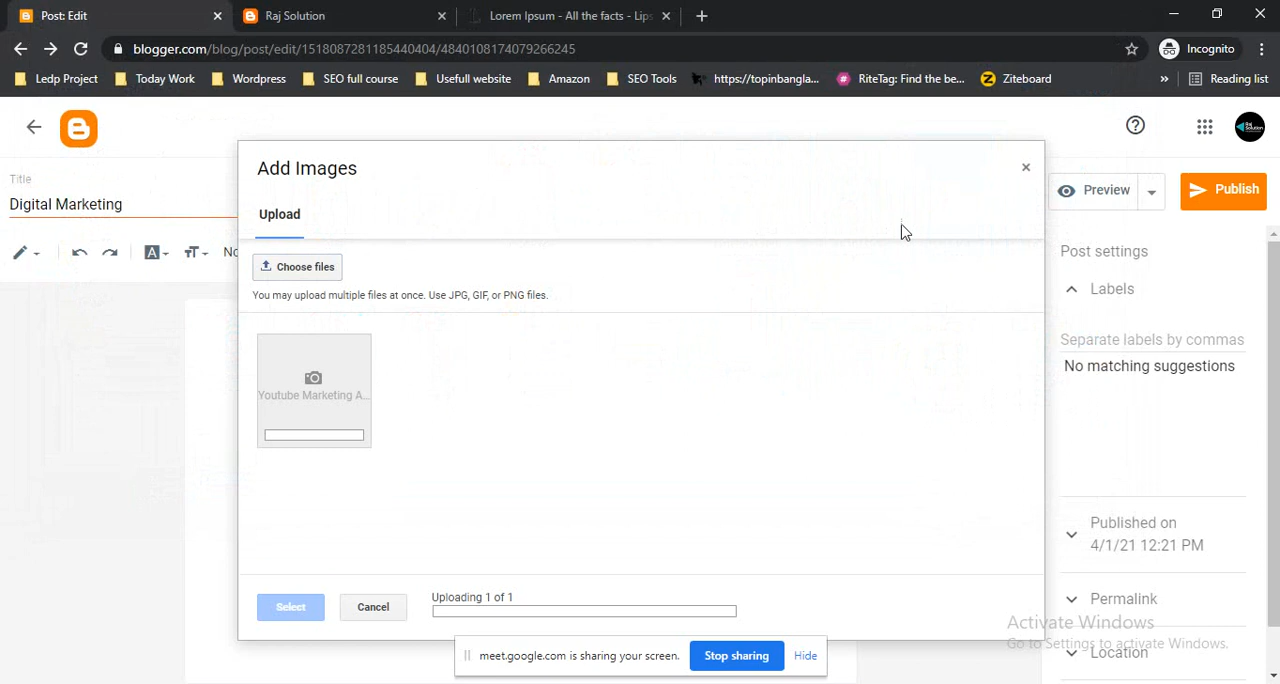 Post: Edit
Raj Solution
Lorem Ipsum - All the facts - Lips
blogger.com/blog/post/edit/1518087281185440404/4840108174079266245
Incognito
Ledp Project
Today Work
Wordpress
SEO full course
Usefull website
Amazon
SEO Tools
https://topinbangla...
RiteTag: Find the be...
Ziteboard
»
Reading list
Title
Digital Marketing
Add Images
Upload
Choose files
You may upload multiple files at once. Use JPG, GIF, or PNG files.
Youtube Marketing A...
Select
Cancel
Uploading 1 of 1
Preview
Publish
Post settings
Labels
Separate labels by commas
No matching suggestions
Published on
4/1/21 12:21 PM
Permalink
Location
Activate Windows
Go to Settings to activate Windows.
meet.google.com is sharing your screen.
Stop sharing
Hide